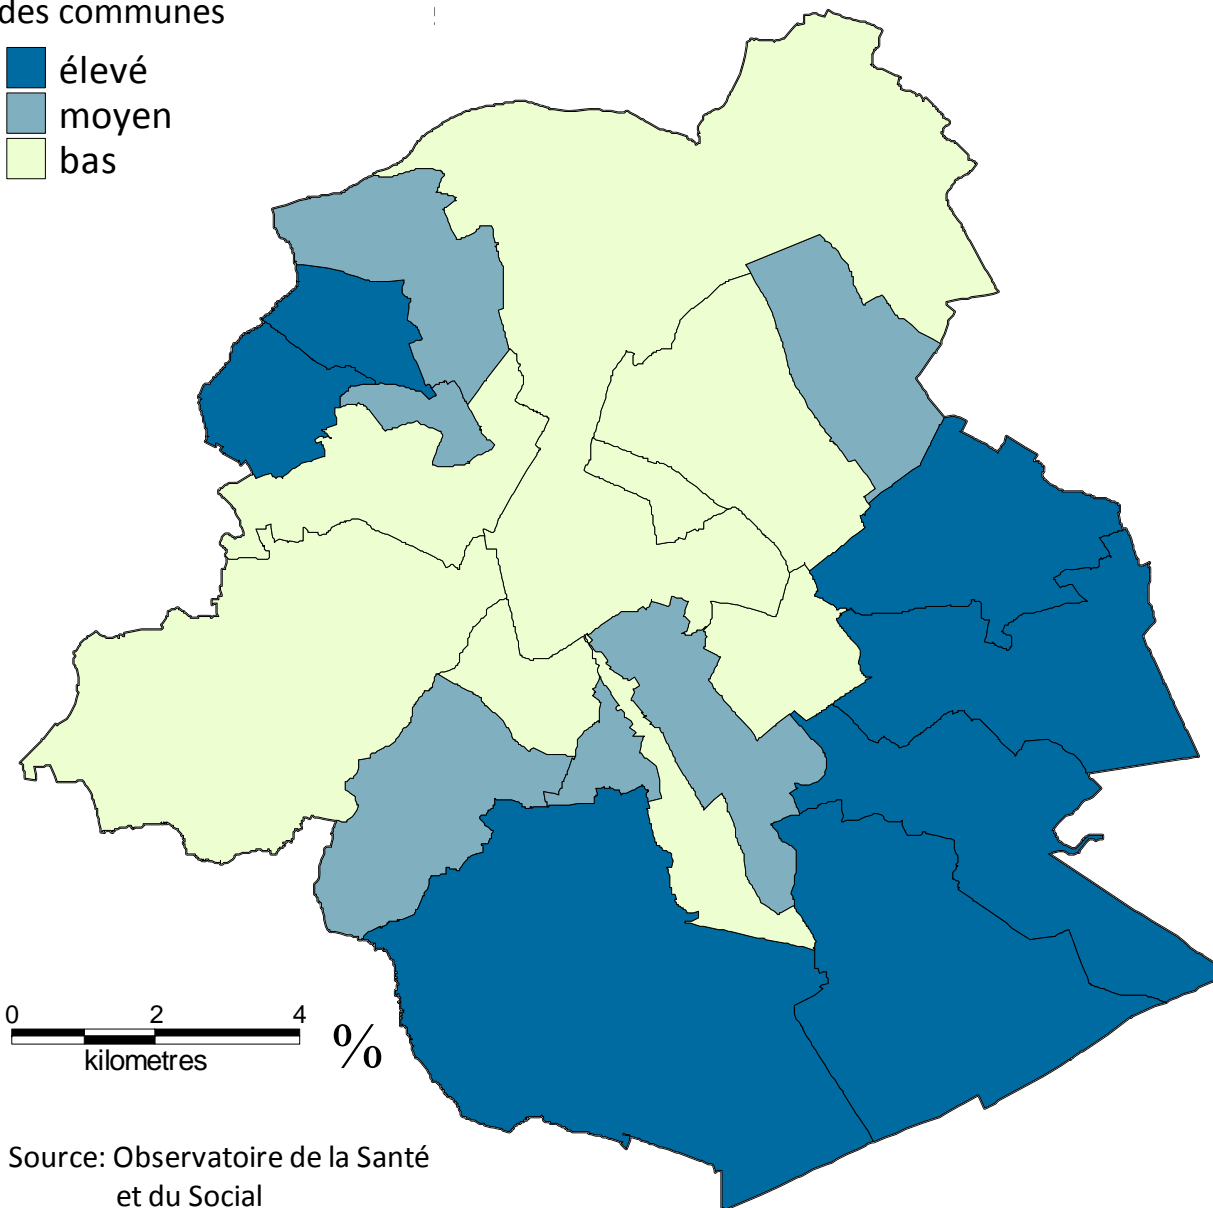 des communes
élevé
moyen
bas
0 2 4
kilometres
%
Source: Observatoire de la Santé
et du Social